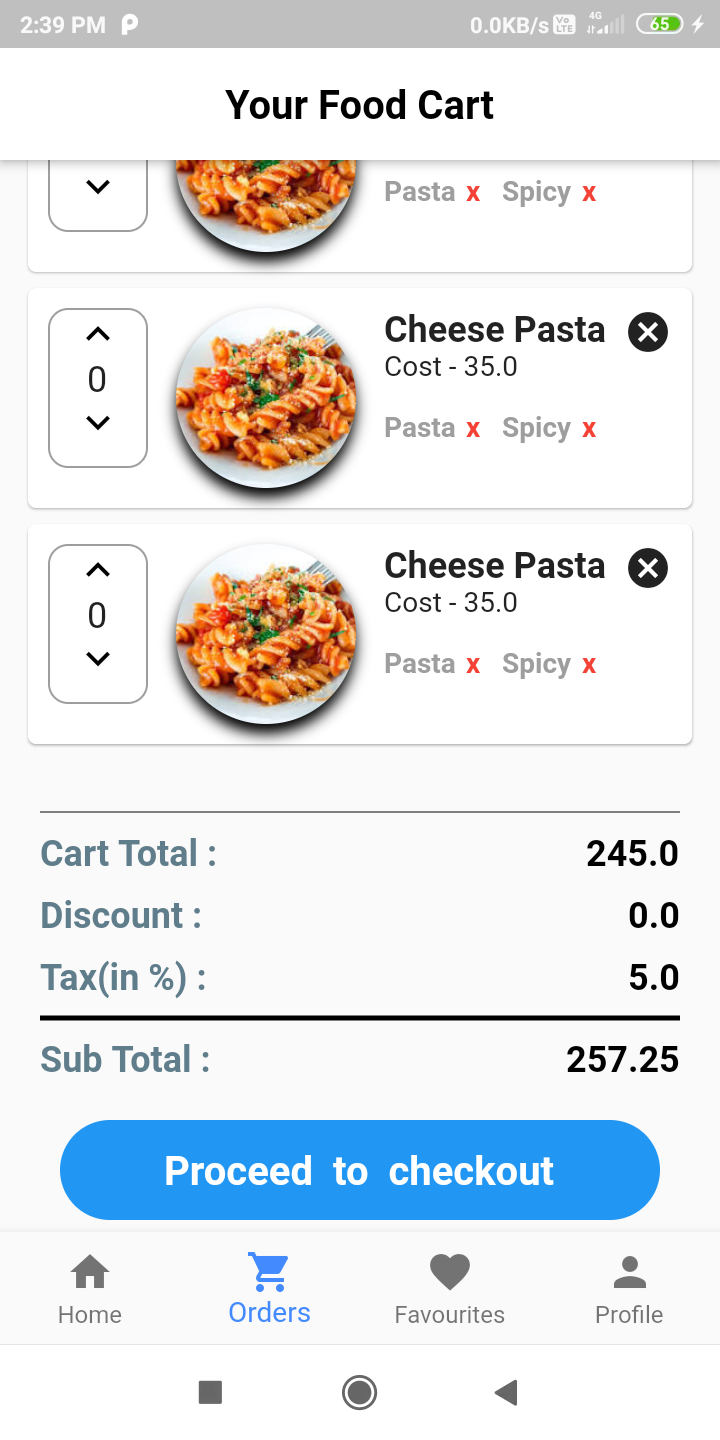 2:39 PM 0.0KB/s Vo LTE 4G 65
Your Food Cart
Pasta x Spicy x
Cheese Pasta
Cost - 35.0
0
Pasta x Spicy x
Cheese Pasta
Cost - 35.0
0
Pasta x Spicy x
Cart Total : 245.0
Discount : 0.0
Tax(in %) : 5.0
Sub Total : 257.25
Proceed to checkout
Home Orders Favourites Profile